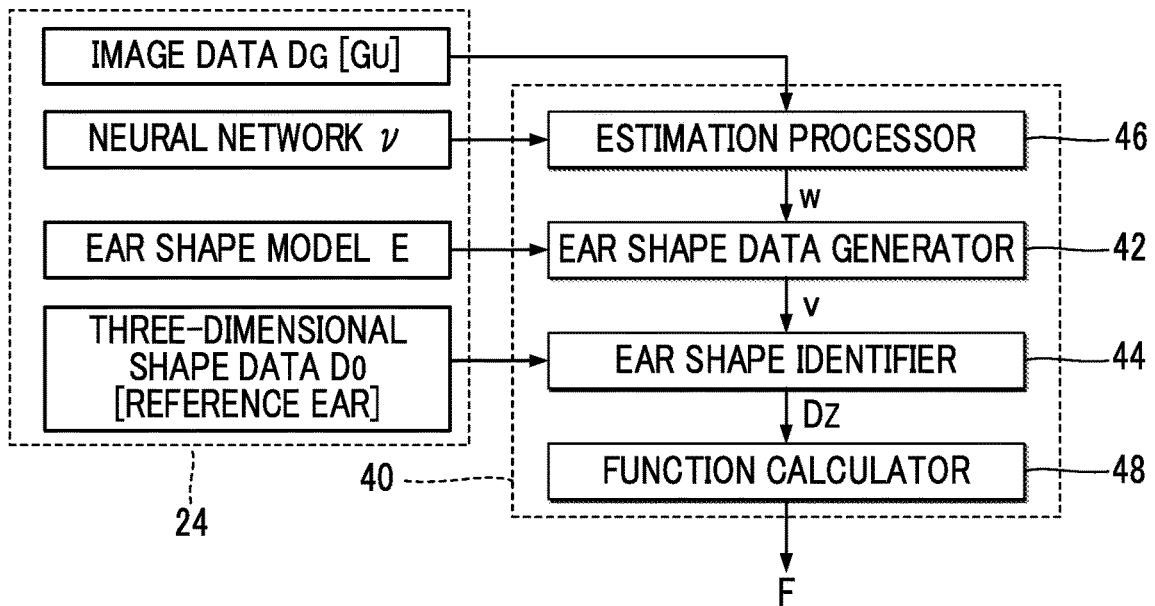 IMAGE DATA DG [GU]
NEURAL NETWORK ν
EAR SHAPE MODEL E
THREE-DIMENSIONAL
SHAPE DATA D0
[REFERENCE EAR]
24
ESTIMATION PROCESSOR
46
w
EAR SHAPE DATA GENERATOR
42
v
EAR SHAPE IDENTIFIER
44
Dz
FUNCTION CALCULATOR
48
40
F